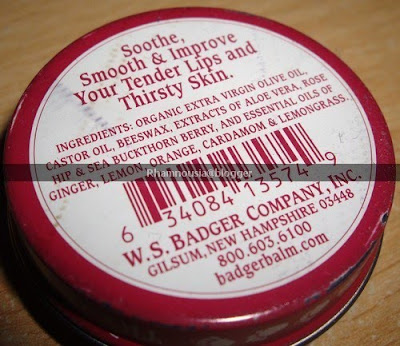 Soothe,
Smooth & Improve
Your Tender Lips and
Thirsty Skin.
INGREDIENTS: ORGANIC EXTRA VIRGIN OLIVE OIL,
CASTOR OIL, BEESWAX, EXTRACTS OF ALOE VERA, ROSE
HIP & SEA BUCKTHORN BERRY, AND ESSENTIAL OILS OF
GINGER, LEMON, ORANGE, CARDAMOM & LEMONGRASS.
Rhamnousia@blogger
6 34084 13574 9
W.S. BADGER COMPANY, INC.
GILSUM, NEW HAMPSHIRE 03448
800.603.6100
badgerbalm.com